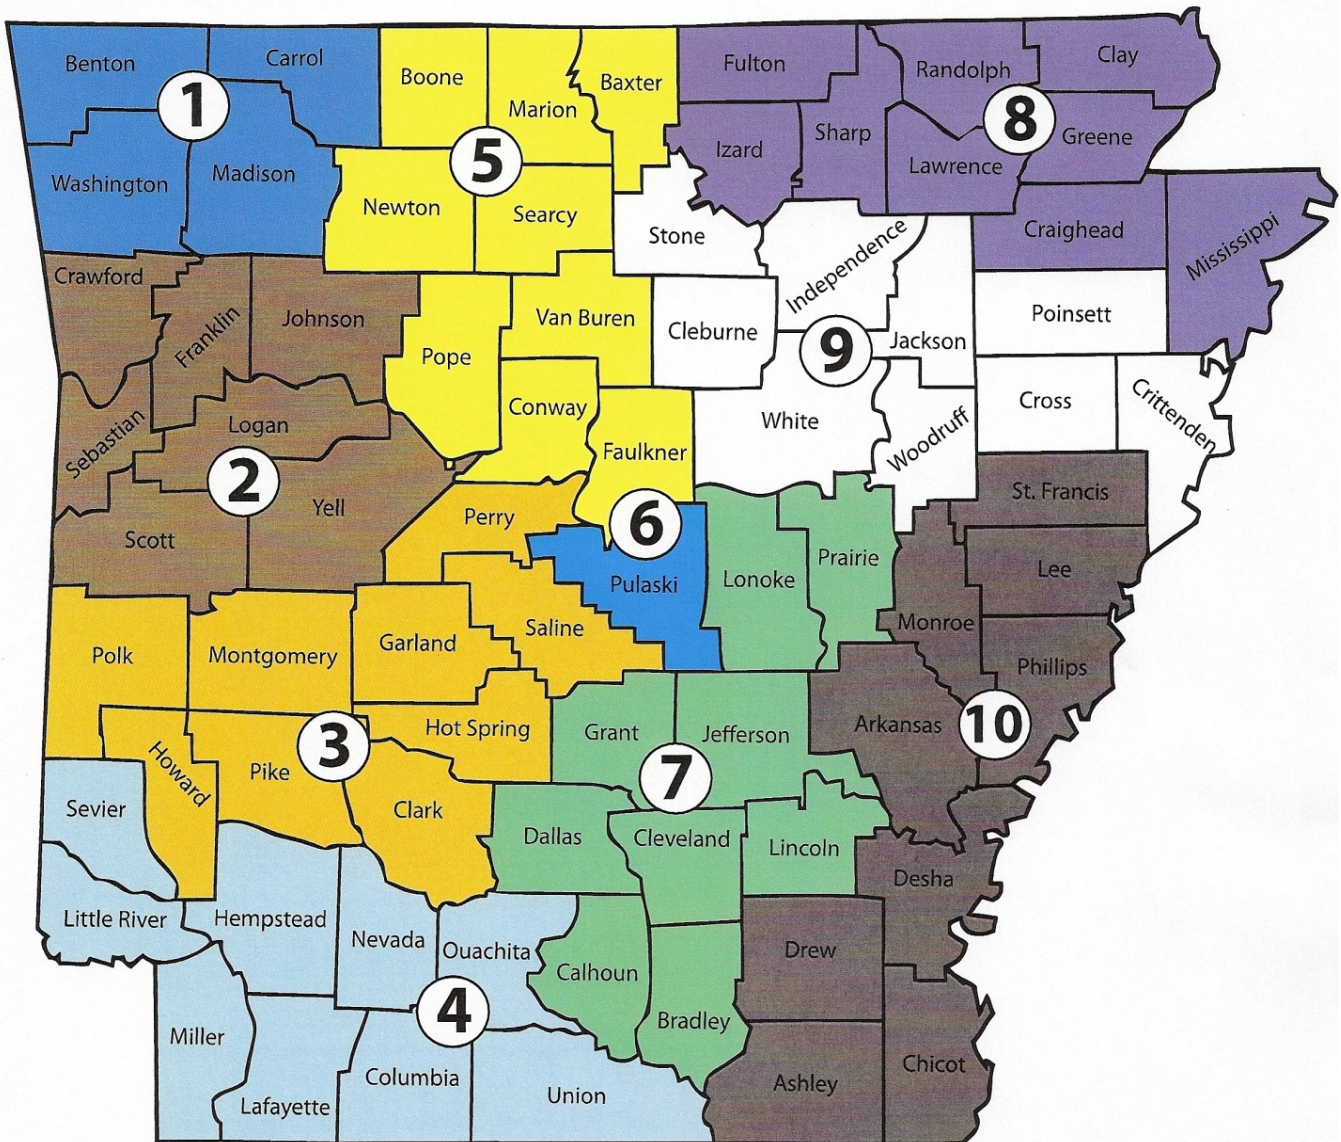 Benton
Carrol
Boone
Marion
Baxter
Fulton
Randolph
Clay
1
5
8
Washington
Madison
Newton
Searcy
Stone
Izard
Sharp
Lawrence
Greene
Craighead
Mississippi
Crawford
Franklin
Johnson
Pope
Van Buren
Cleburne
Independence
Jackson
Poinsett
9
Sebastian
Logan
Conway
Faulkner
White
Woodruff
Cross
Crittenden
2
Scott
Yell
Perry
6
Pulaski
Lonoke
Prairie
St. Francis
Lee
Monroe
Phillips
Polk
Montgomery
Garland
Saline
Hot Spring
Grant
Jefferson
Arkansas
10
3
7
Howard
Pike
Clark
Sevier
Dallas
Cleveland
Lincoln
Desha
Little River
Hempstead
Nevada
Ouachita
Calhoun
Bradley
Drew
4
Miller
Lafayette
Columbia
Union
Ashley
Chicot